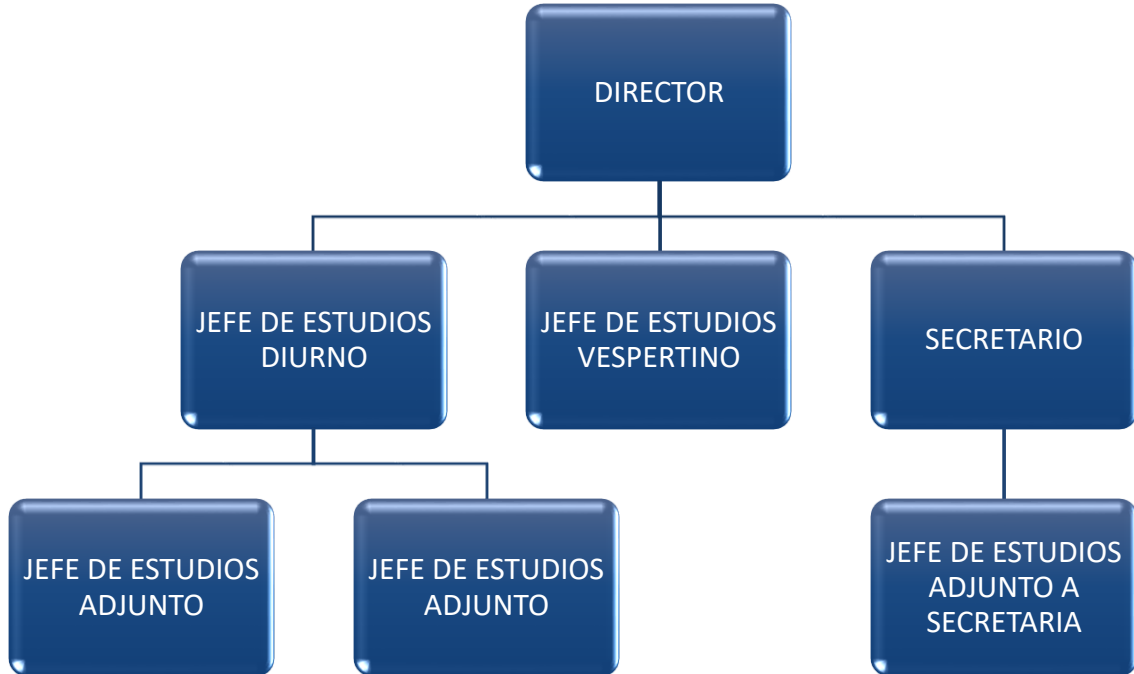 DIRECTOR
JEFE DE ESTUDIOS
DIURNO
JEFE DE ESTUDIOS
VESPERTINO
SECRETARIO
JEFE DE ESTUDIOS
ADJUNTO
JEFE DE ESTUDIOS
ADJUNTO
JEFE DE ESTUDIOS
ADJUNTO A
SECRETARIA